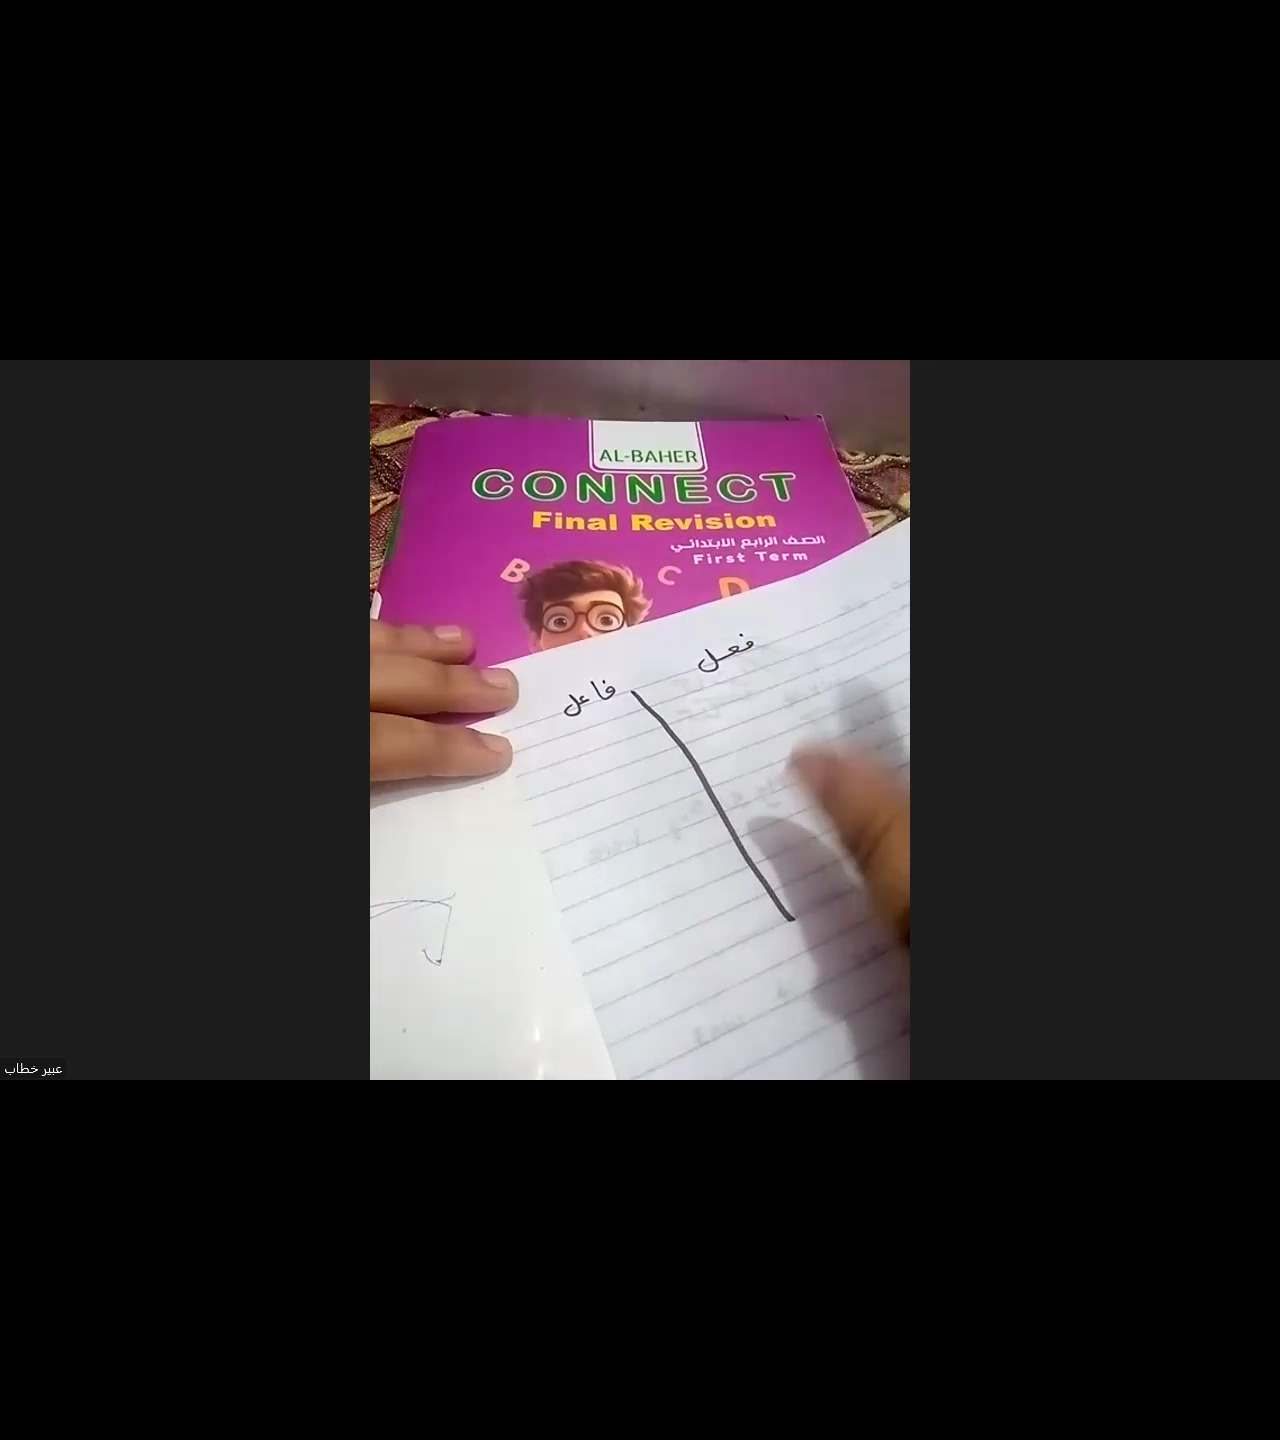 AL-BAHER
CONNECT
Final Revision
الصف الرابع الابتدائي
First Term
B C D
فعل
فاعل
عبير خطاب